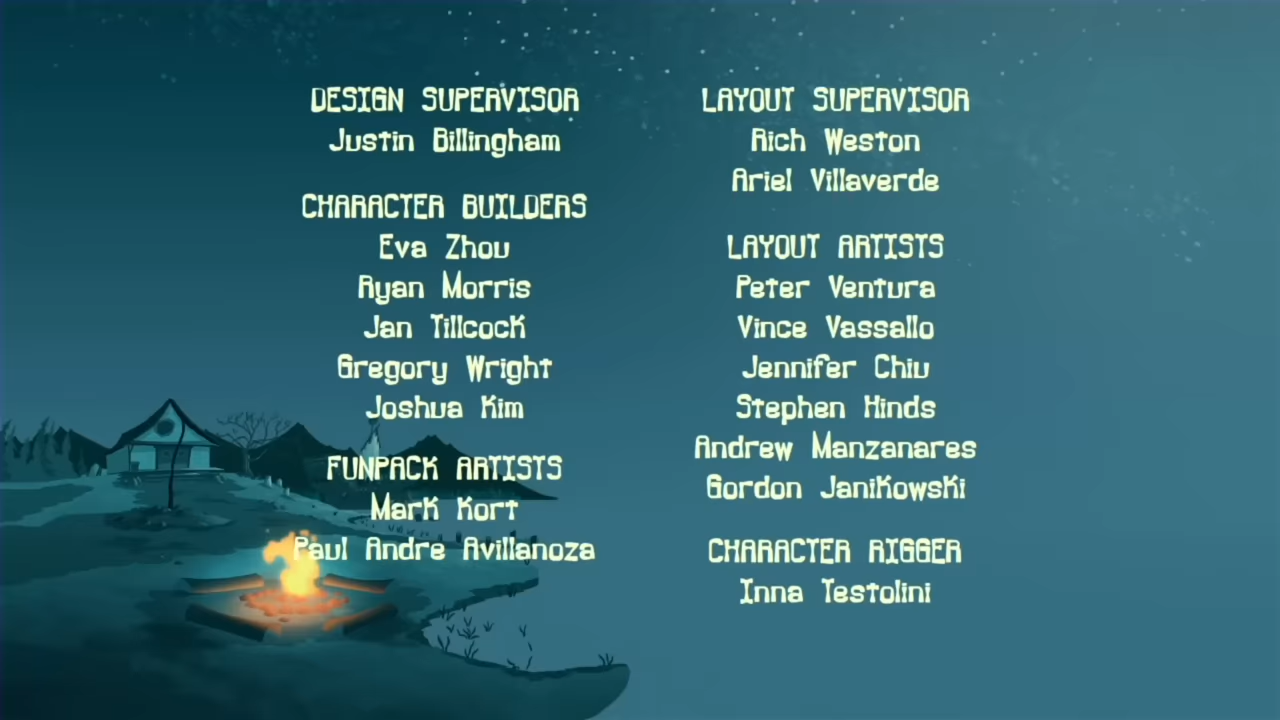 DESIGN SUPERVISOR
Justin Billingham
CHARACTER BUILDERS
Eva Zhou
Ryan Morris
Jan Tillcock
Gregory Wright
Joshua Kim
FUNPACK ARTISTS
Mark Kort
Paul Andre Avillanoza
LAYOUT SUPERVISOR
Rich Weston
Ariel Villaverde
LAYOUT ARTISTS
Peter Ventura
Vince Vassallo
Jennifer Chiu
Stephen Hinds
Andrew Manzanares
Gordon Janikowski
CHARACTER RIGGER
Inna Testolini